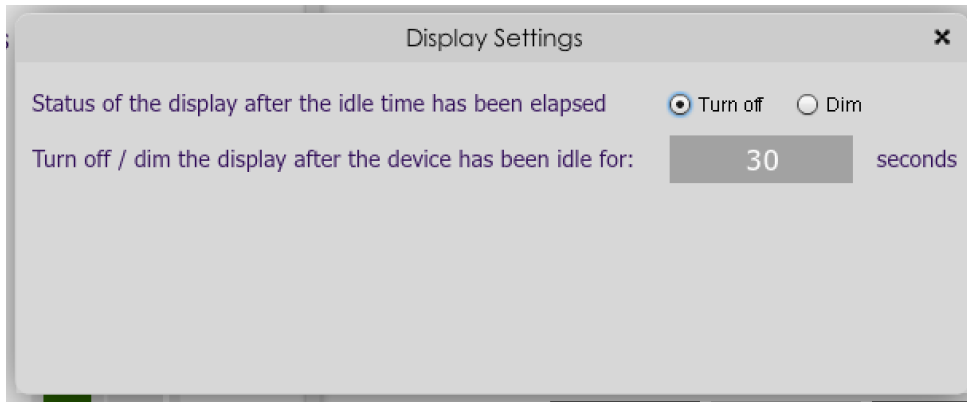 Display Settings
Status of the display after the idle time has been elapsed Turn off Dim
Turn off / dim the display after the device has been idle for: 30 seconds